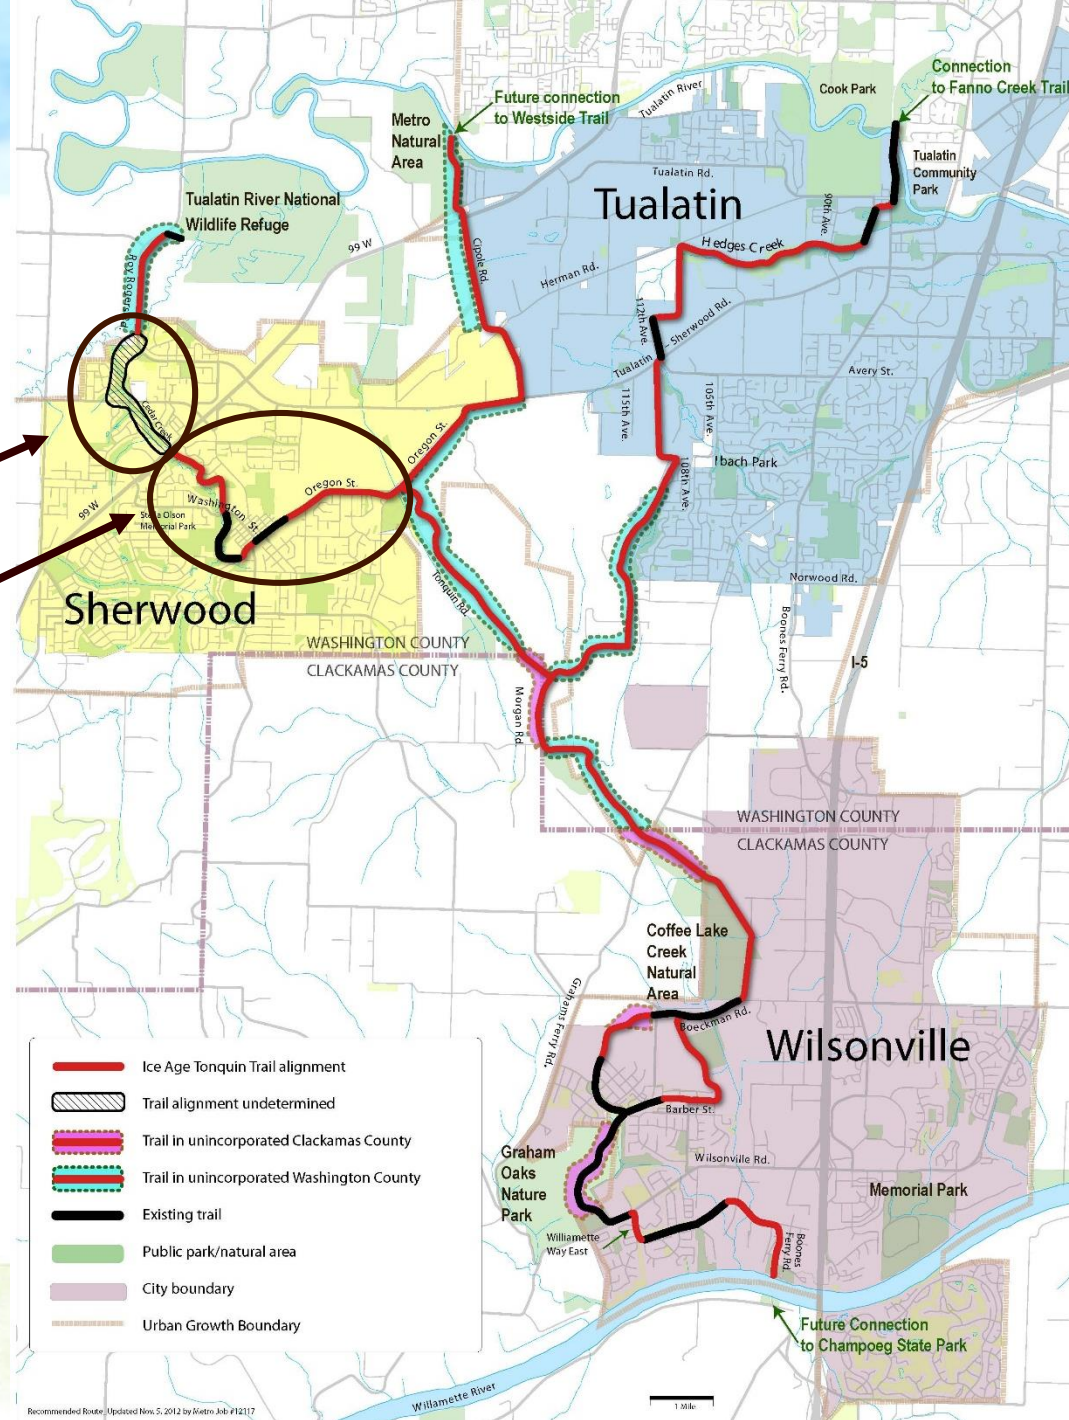 Connection
to Fanno Creek Trail
Cook Park
Future connection
to Westside Trail
Tualatin River
Metro
Natural
Area
Tualatin
Community
Park
Tualatin Rd.
Tualatin River National
Wildlife Refuge
Tualatin
90th Ave.
99 W
Cipole Rd.
Hedges Creek
Roy Rogers Rd.
Herman Rd.
112th Ave.
Tualatin - Sherwood Rd.
Avery St.
115th Ave.
105th Ave.
Cedar Creek
Oregon St.
Ibach Park
108th Ave.
Oregon St.
Washington St.
99 W
Stella Olson
Memorial Park
Tonquin Rd.
Norwood Rd.
Sherwood
Boones Ferry Rd.
WASHINGTON COUNTY
CLACKAMAS COUNTY
I-5
Morgan Rd.
WASHINGTON COUNTY
CLACKAMAS COUNTY
Coffee Lake
Creek
Natural
Area
Grahams Ferry Rd.
Boeckman Rd.
Wilsonville
Ice Age Tonquin Trail alignment
Trail alignment undetermined
Trail in unincorporated Clackamas County
Trail in unincorporated Washington County
Existing trail
Public park/natural area
City boundary
Urban Growth Boundary
Barber St.
Graham
Oaks
Nature
Park
Wilsonville Rd.
Memorial Park
Williamette
Way East
Boones
Ferry Rd.
Future Connection
to Champoeg State Park
Willamette River
1 Mile
Recommended Route_Updated Nov. 5, 2012 by Metro Job #12117